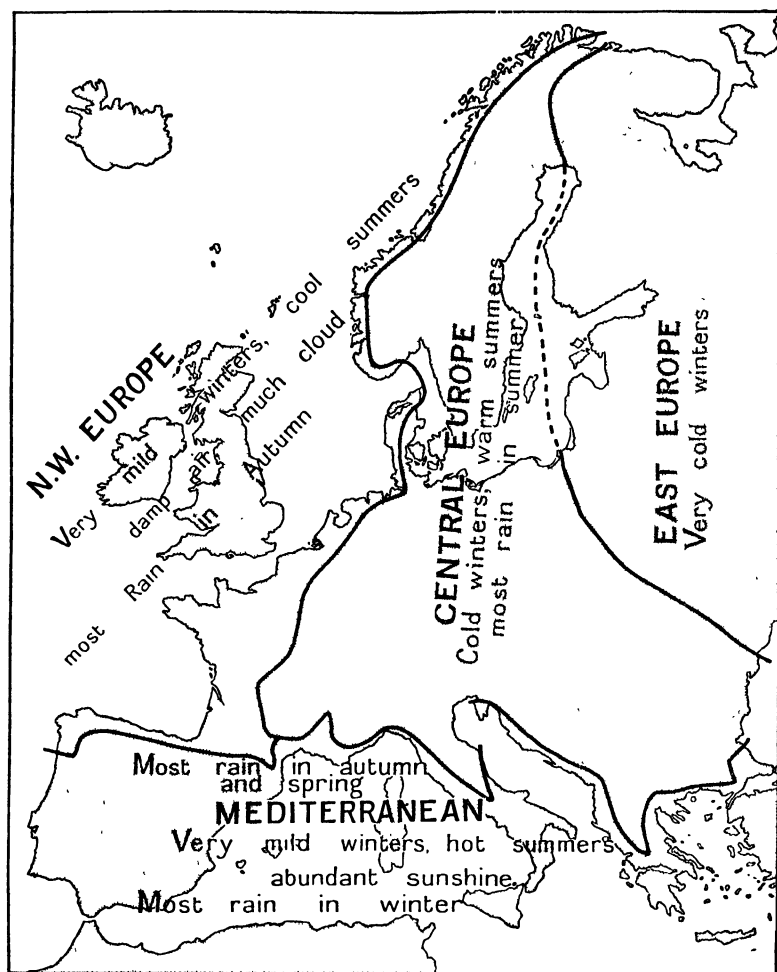 N.W. EUROPE
Very mild winters, cool summers
damp air much cloud
most Rain in Autumn
CENTRAL EUROPE
Cold winters, warm summers
most rain in summer
EAST EUROPE
Very cold winters
Most rain in autumn
and spring
MEDITERRANEAN
Very mild winters, hot summers
abundant sunshine
Most rain in winter